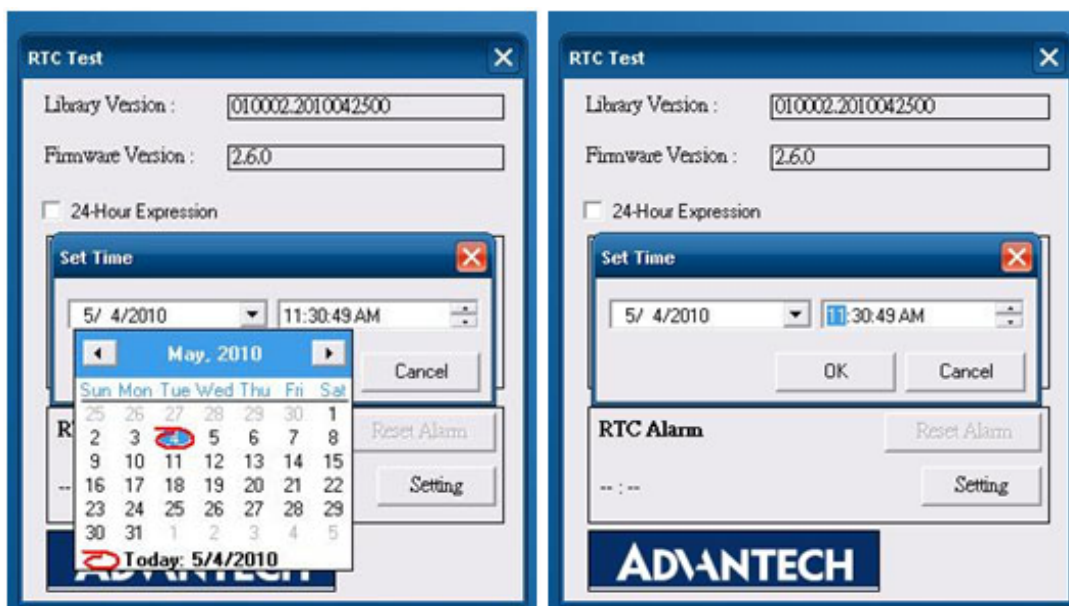 RTC Test
Library Version : 010002.2010042500
Firmware Version : 2.6.0
24-Hour Expression
Set Time
5/ 4/2010 11:30:49 AM
Cancel
May, 2010
Sun Mon Tue Wed Thu Fri Sat
25 26 27 28 29 30 1
2 3 4 5 6 7 8
9 10 11 12 13 14 15
16 17 18 19 20 21 22
23 24 25 26 27 28 29
30 31 1 2 3 4 5
Today: 5/4/2010
Reset Alarm
-- Setting
ADVANTECH
RTC Test
Library Version : 010002.2010042500
Firmware Version : 2.6.0
24-Hour Expression
Set Time
5/ 4/2010 11:30:49 AM
OK Cancel
RTC Alarm Reset Alarm
-- : -- Setting
ADVANTECH